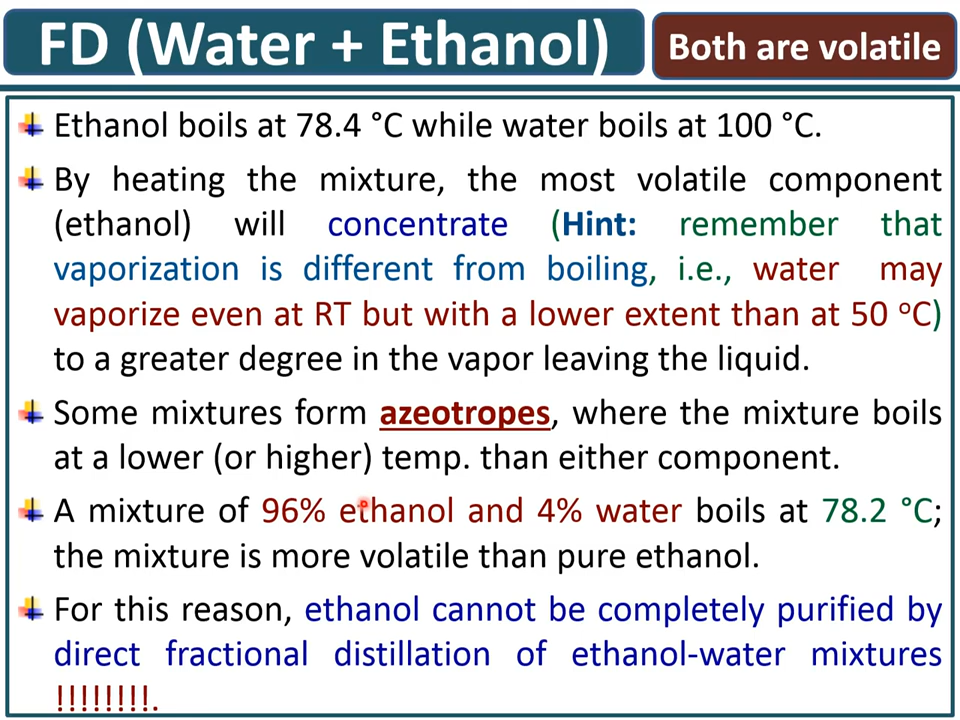 FD (Water + Ethanol)
Both are volatile
Ethanol boils at 78.4 °C while water boils at 100 °C.
By heating the mixture, the most volatile component
(ethanol) will concentrate (Hint: remember that
vaporization is different from boiling, i.e., water may
vaporize even at RT but with a lower extent than at 50 °C)
to a greater degree in the vapor leaving the liquid.
Some mixtures form azeotropes, where the mixture boils
at a lower (or higher) temp. than either component.
A mixture of 96% ethanol and 4% water boils at 78.2 °C;
the mixture is more volatile than pure ethanol.
For this reason, ethanol cannot be completely purified by
direct fractional distillation of ethanol-water mixtures
!!!!!!!!.